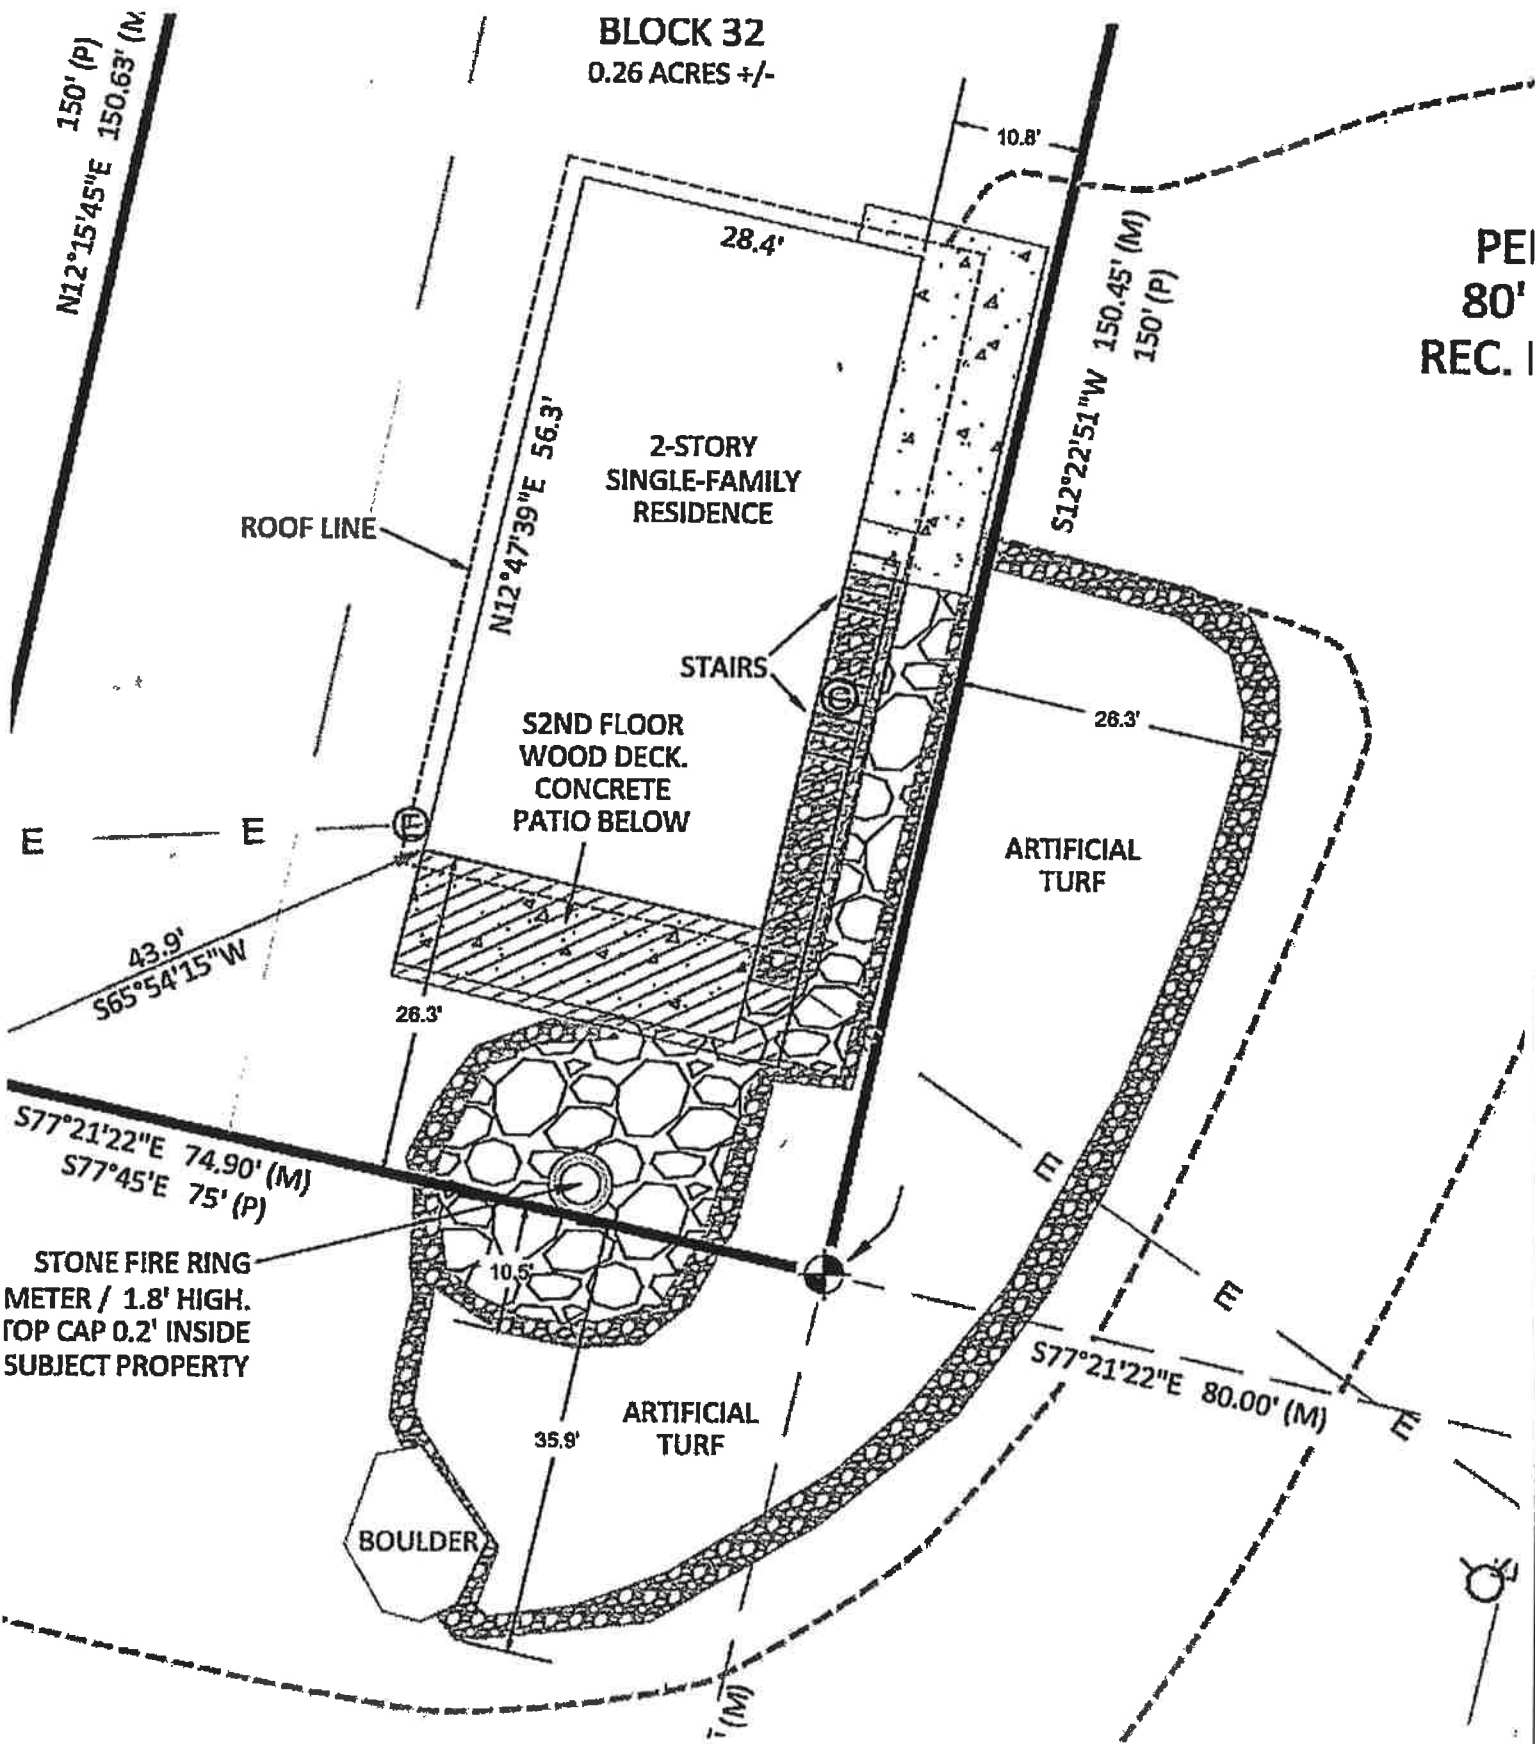 BLOCK 32
0.26 ACRES +/-
150' (P)
N12°15'45"E 150.63' (M
10.8'
28.4'
S12°22'51"W 150.45' (M)
150' (P)
PE
80'
REC.
2-STORY
SINGLE-FAMILY
RESIDENCE
N12°47'39"E 56.3'
ROOF LINE
STAIRS
E
26.3'
S2ND FLOOR
WOOD DECK.
CONCRETE
PATIO BELOW
E
E
E
ARTIFICIAL
TURF
43.9'
S65°54'15"W
26.3'
S77°21'22"E 74.90' (M)
S77°45'E 75' (P)
E
STONE FIRE RING
METER / 1.8' HIGH.
TOP CAP 0.2' INSIDE
SUBJECT PROPERTY
10.5'
E
S77°21'22"E 80.00' (M)
E
ARTIFICIAL
TURF
35.9'
BOULDER
(M)